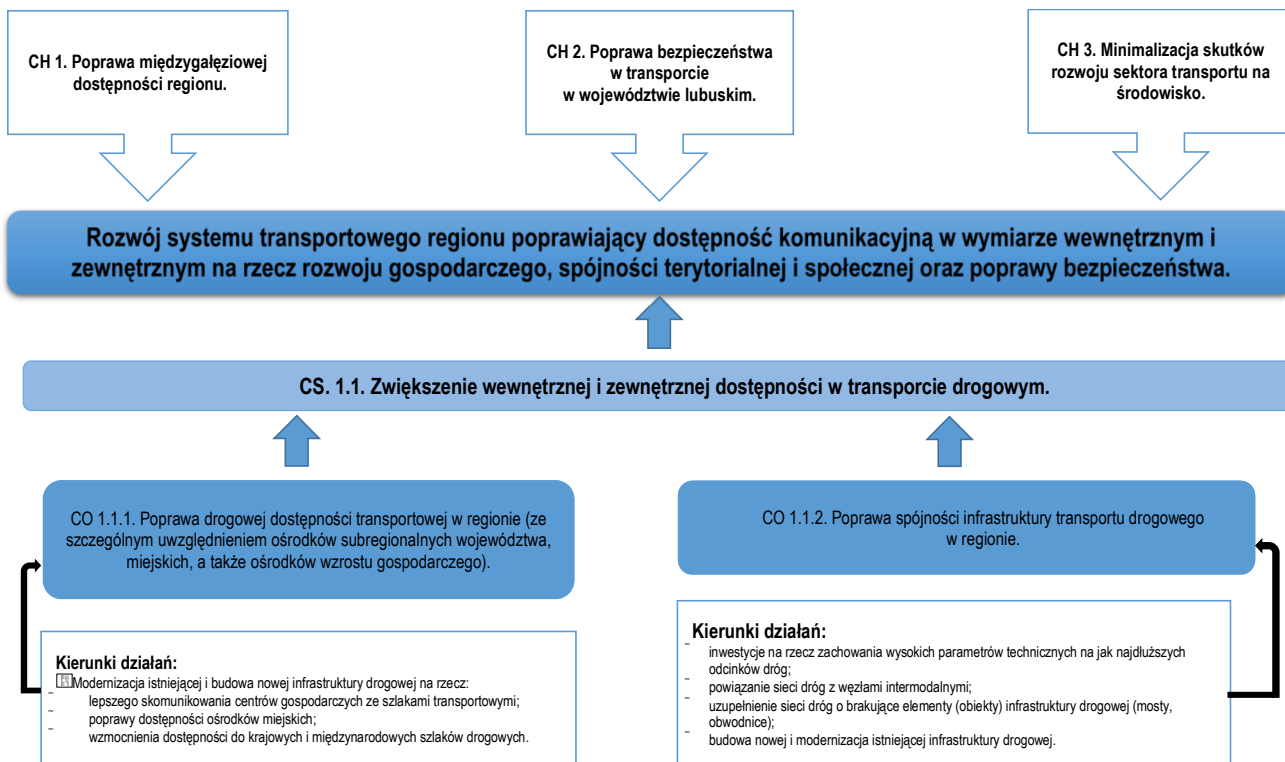 CH 1. Poprawa międzygałęziowej
dostępności regionu.
CH 2. Poprawa bezpieczeństwa
w transporcie
w województwie lubuskim.
CH 3. Minimalizacja skutków
rozwoju sektora transportu na
środowisko.
Rozwój systemu transportowego regionu poprawiający dostępność komunikacyjną w wymiarze wewnętrznym i
zewnętrznym na rzecz rozwoju gospodarczego, spójności terytorialnej i społecznej oraz poprawy bezpieczeństwa.
CS. 1.1. Zwiększenie wewnętrznej i zewnętrznej dostępności w transporcie drogowym.
CO 1.1.1. Poprawa drogowej dostępności transportowej w regionie (ze
szczególnym uwzględnieniem ośrodków subregionalnych województwa,
miejskich, a także ośrodków wzrostu gospodarczego).
Kierunki działań:
Modernizacja istniejącej i budowa nowej infrastruktury drogowej na rzecz:
~ lepszego skomunikowania centrów gospodarczych ze szlakami transportowymi;
~ poprawy dostępności ośrodków miejskich;
~ wzmocnienia dostępności do krajowych i międzynarodowych szlaków drogowych.
CO 1.1.2. Poprawa spójności infrastruktury transportu drogowego
w regionie.
Kierunki działań:
~ inwestycje na rzecz zachowania wysokich parametrów technicznych na jak najdłuższych
odcinków dróg;
~ powiązanie sieci dróg z węzłami intermodalnymi;
~ uzupełnienie sieci dróg o brakujące elementy (obiekty) infrastruktury drogowej (mosty,
obwodnice);
~ budowa nowej i modernizacja istniejącej infrastruktury drogowej.